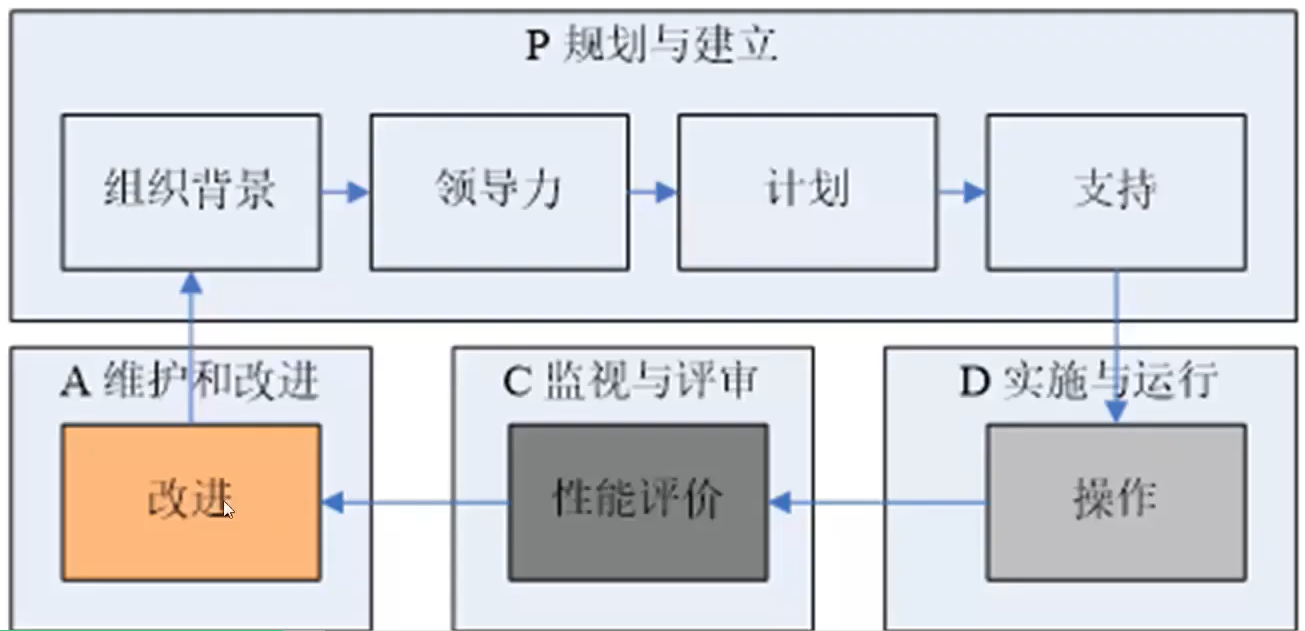 P 规划与建立
组织背景
领导力
计划
支持
A 维护和改进
C 监视与评审
D 实施与运行
改进
性能评价
操作